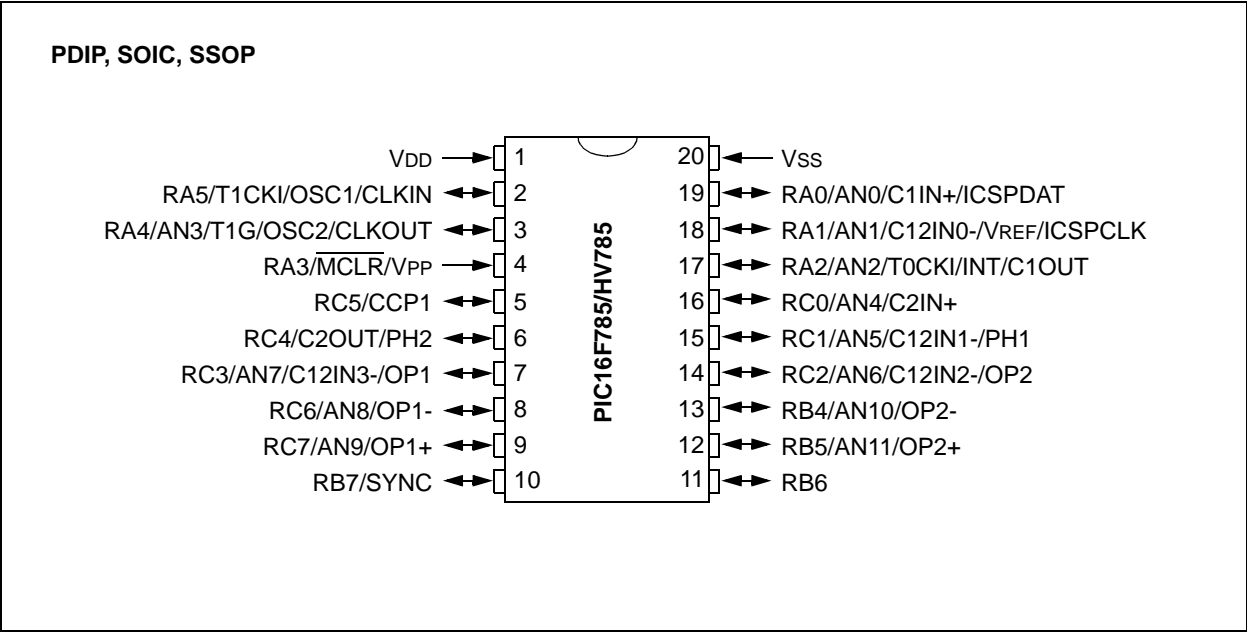 PDIP, SOIC, SSOP
VDD 1 20 VSS
RA5/T1CKI/OSC1/CLKIN 2 19 RA0/AN0/C1IN+/ICSPDAT
RA4/AN3/T1G/OSC2/CLKOUT 3 18 RA1/AN1/C12IN0-/VREF/ICSPCLK
RA3/MCLR/VPP 4 17 RA2/AN2/T0CKI/INT/C1OUT
RC5/CCP1 5 16 RC0/AN4/C2IN+
RC4/C2OUT/PH2 6 15 RC1/AN5/C12IN1-/PH1
RC3/AN7/C12IN3-/OP1 7 14 RC2/AN6/C12IN2-/OP2
RC6/AN8/OP1- 8 13 RB4/AN10/OP2-
RC7/AN9/OP1+ 9 12 RB5/AN11/OP2+
RB7/SYNC 10 11 RB6
PIC16F785/HV785